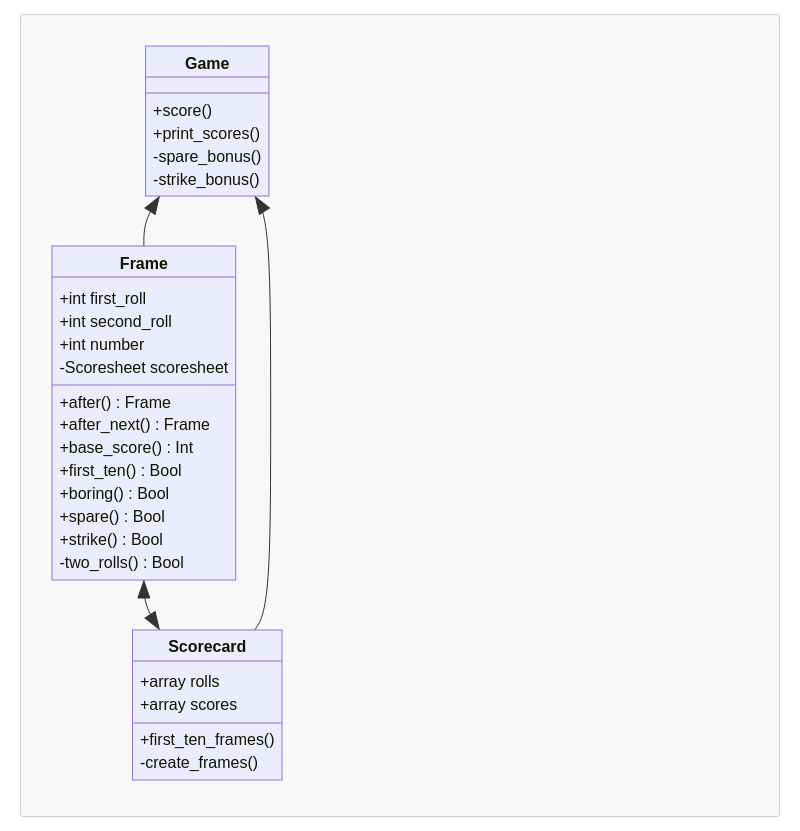 Game
+score()
+print_scores()
-spare_bonus()
-strike_bonus()
Frame
+int first_roll
+int second_roll
+int number
-Scoresheet scoresheet
+after() : Frame
+after_next() : Frame
+base_score() : Int
+first_ten() : Bool
+boring() : Bool
+spare() : Bool
+strike() : Bool
-two_rolls() : Bool
Scorecard
+array rolls
+array scores
+first_ten_frames()
-create_frames()